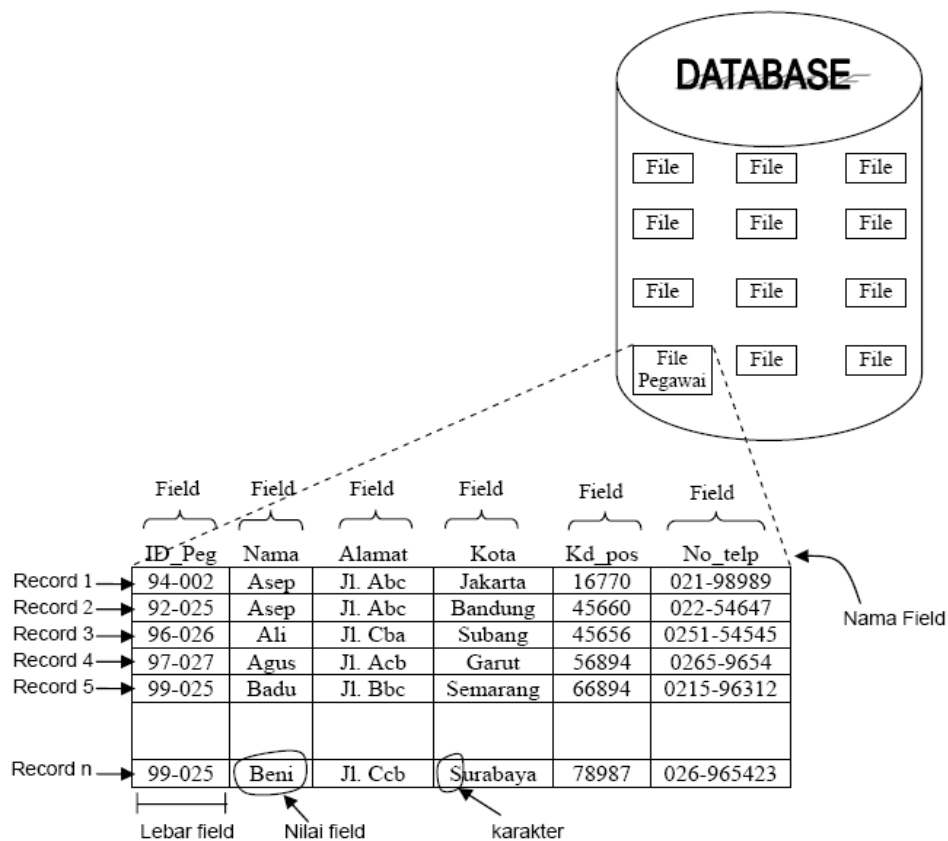 DATABASE
File File File
File File File
File File File
File Pegawai File File
Field Field Field Field Field Field
ID_Peg Nama Alamat Kota Kd_pos No_telp
Record 1 94-002 Asep Jl. Abc Jakarta 16770 021-98989
Record 2 92-025 Asep Jl. Abc Bandung 45660 022-54647
Record 3 96-026 Ali Jl. Cba Subang 45656 0251-54545
Record 4 97-027 Agus Jl. Acb Garut 56894 0265-9654
Record 5 99-025 Badu Jl. Bbc Semarang 66894 0215-96312
Nama Field
Record n 99-025 Beni Jl. Ccb Surabaya 78987 026-965423
Lebar field Nilai field karakter